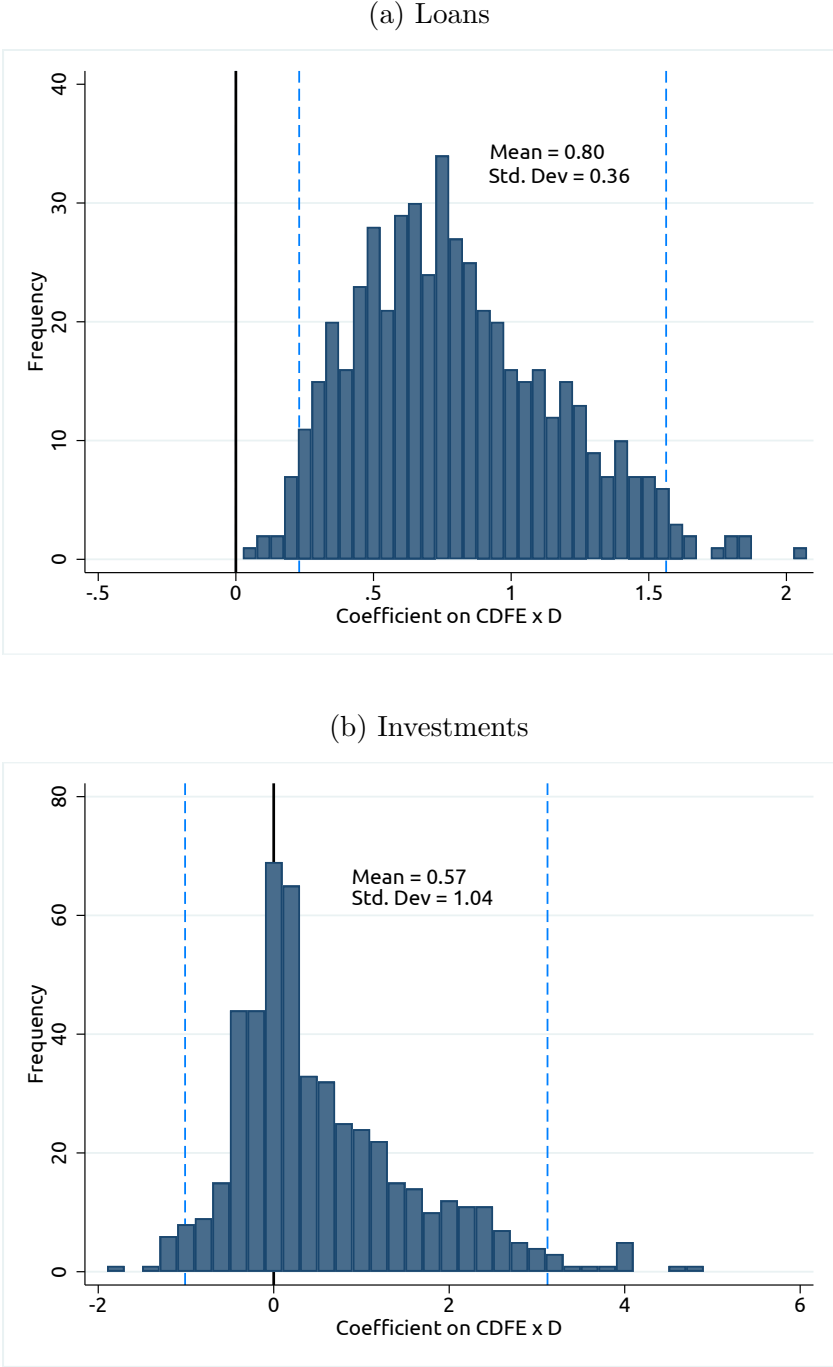 (a) Loans
40
30
20
10
0
Frequency
Mean = 0.80
Std. Dev = 0.36
-.5 0 .5 1 1.5 2
Coefficient on CDFE x D
(b) Investments
80
60
40
20
0
Frequency
Mean = 0.57
Std. Dev = 1.04
-2 0 2 4 6
Coefficient on CDFE x D